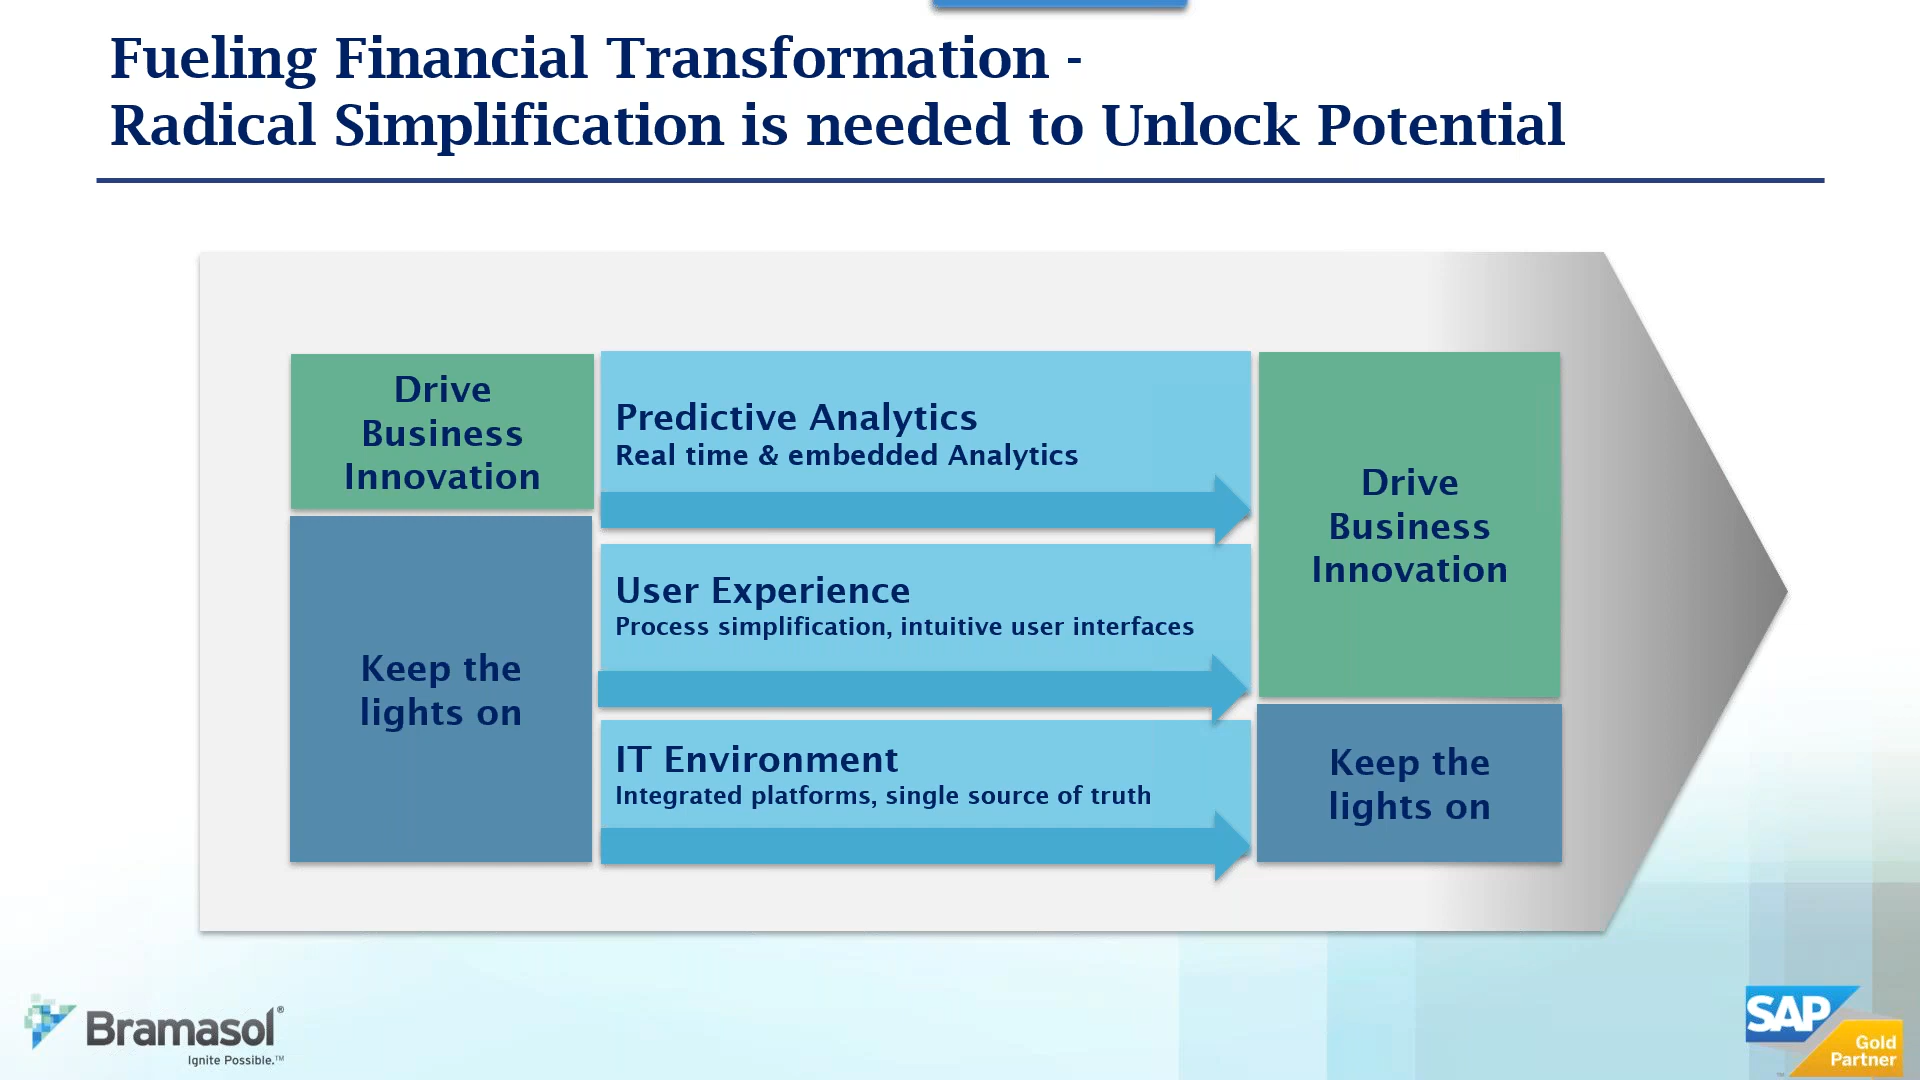 Fueling Financial Transformation -
Radical Simplification is needed to Unlock Potential
Drive
Business
Innovation
Keep the
lights on
Predictive Analytics
Real time & embedded Analytics
User Experience
Process simplification, intuitive user interfaces
IT Environment
Integrated platforms, single source of truth
Drive
Business
Innovation
Keep the
lights on
Bramasol®
Ignite Possible.™
SAP
Gold
Partner
™